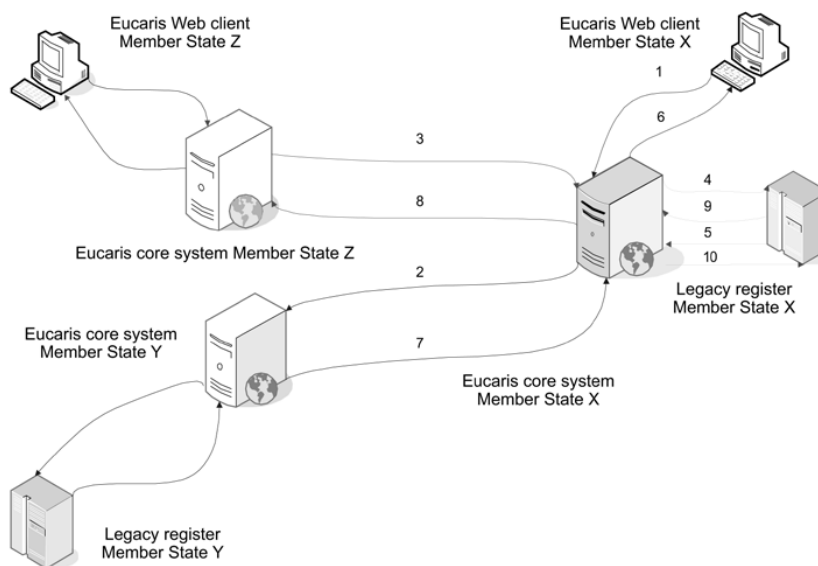 Eucaris Web client
Member State Z
Eucaris Web client
Member State X
1
6
3
4
8
9
5
10
Eucaris core system Member State Z
2
Legacy register
Member State X
Eucaris core system
Member State Y
7
Eucaris core system
Member State X
Legacy register
Member State Y